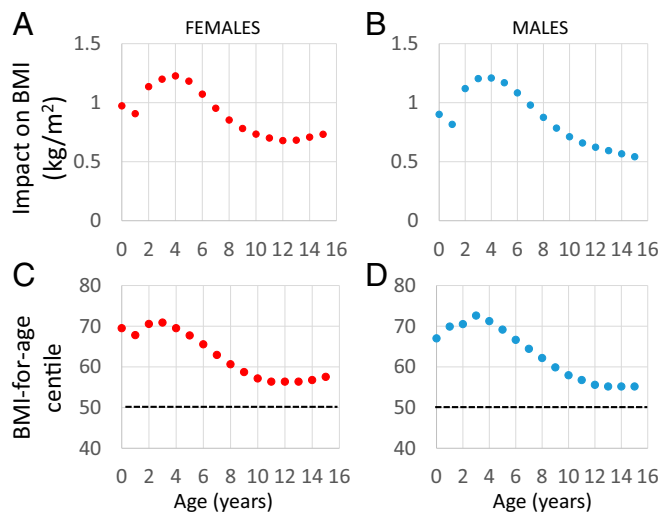 A FEMALES B MALES
Impact on BMI
(kg/m²)
1.5 1.5
1 1
0.5 0.5
0 0
0 2 4 6 8 10 12 14 16 0 2 4 6 8 10 12 14 16
C D
BMI-for-age
centile
80 80
70 70
60 60
50 50
40 40
0 2 4 6 8 10 12 14 16 0 2 4 6 8 10 12 14 16
Age (years) Age (years)